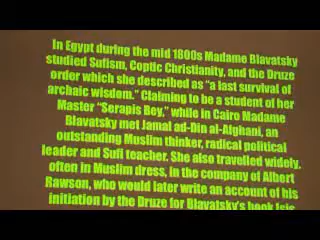 In Egypt during the mid 1800s Madame Blavatsky
studied Sufism, Coptic Christianity, and the Druze
order which she described as "a last survival of
archaic wisdom." Claiming to be a student of her
Master "Serapis Bey," while in Cairo Madame
Blavatsky met Jamal ad-Din al-Afghani, an
outstanding Muslim thinker, radical political
leader and Sufi teacher. She also travelled widely,
often in Muslim dress, in the company of Albert
Rawson, who would later write an account of his
initiation by the Druze for Blavatsky's book Isis